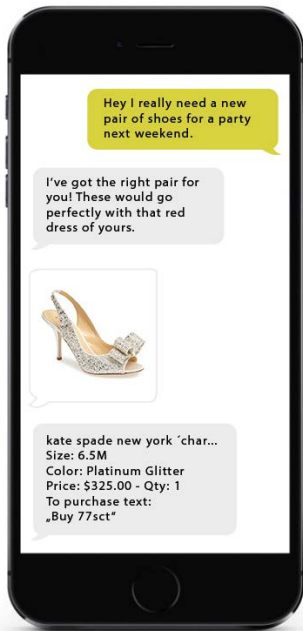 Hey I really need a new
pair of shoes for a party
next weekend.
I've got the right pair for
you! These would go
perfectly with that red
dress of yours.
kate spade new york ´char...
Size: 6.5M
Color: Platinum Glitter
Price: $325.00 - Qty: 1
To purchase text:
„Buy 77sct“